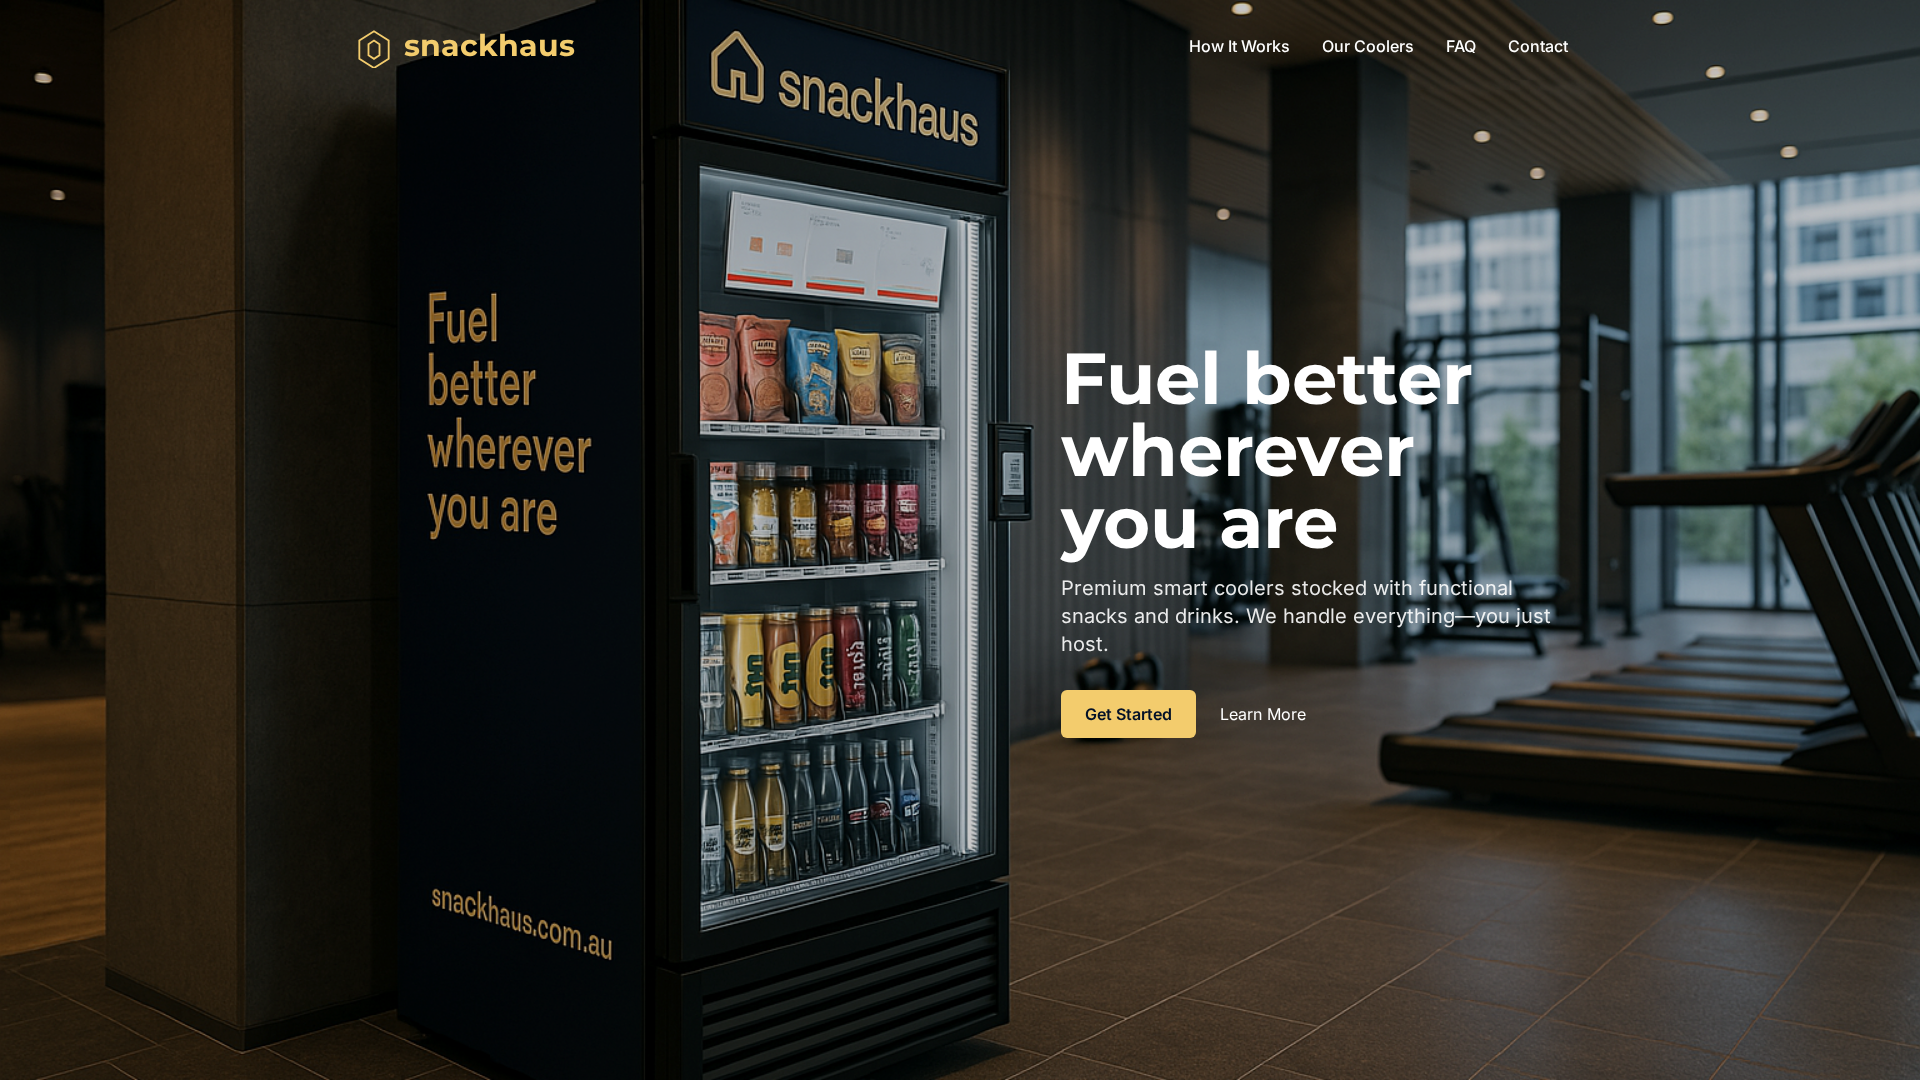 snackhaus
How It Works
Our Coolers
FAQ
Contact
snackhaus
Fuel
better
wherever
you are
snackhaus.com.au
Fuel better
wherever
you are
Premium smart coolers stocked with functional
snacks and drinks. We handle everything—you just
host.
Get Started
Learn More